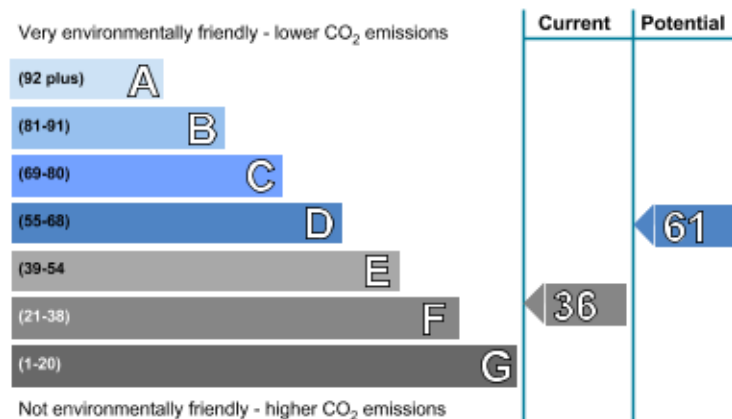 Very environmentally friendly - lower CO₂ emissions
Current
Potential
(92 plus) A
(81-91) B
(69-80) C
(55-68) D
61
(39-54 E
(21-38) F
36
(1-20) G
Not environmentally friendly - higher CO₂ emissions